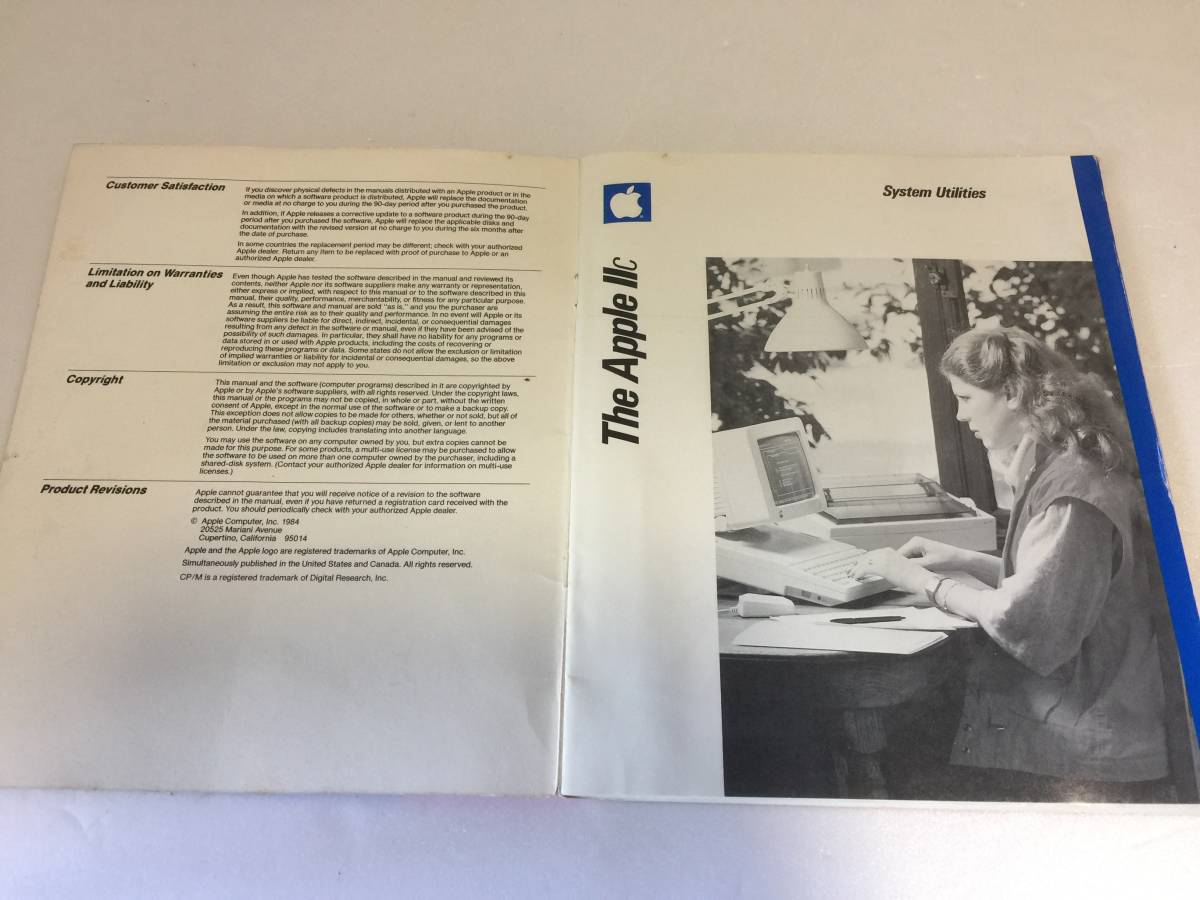 Customer Satisfaction
If you discover physical defects in the manuals distributed with an Apple product or in the
media on which a software product is distributed, Apple will replace the documentation
or media at no charge to you during the 90-day period after you purchased the product.
In addition, if Apple releases a corrective update to a software product during the 90-day
period after you purchased the software, Apple will replace the applicable disks and
documentation with the revised version at no charge to you during the six months after
the date of purchase.
In some countries the replacement period may be different; check with your authorized
Apple dealer. Return any item to be replaced with proof of purchase to Apple or an
authorized Apple dealer.
Limitation on Warranties
and Liability
Even though Apple has tested the software described in the manual and reviewed its
contents, neither Apple nor its software suppliers make any warranty or representation,
either express or implied, with respect to this manual or to the software described in this
manual, their quality, performance, merchantability, or fitness for any particular purpose.
As a result, this software and manual are sold "as is," and you the purchaser are
assuming the entire risk as to their quality and performance. In no event will Apple or its
software suppliers be liable for direct, indirect, incidental, or consequential damages
resulting from any defect in the software or manual, even if they have been advised of the
possibility of such damages. In particular, they shall have no liability for any programs or
data stored in or used with Apple products, including the costs of recovering or
reproducing these programs or data. Some states do not allow the exclusion or limitation
of implied warranties or liability for incidental or consequential damages, so the above
limitation or exclusion may not apply to you.
Copyright
This manual and the software (computer programs) described in it are copyrighted by
Apple or by Apple's software suppliers, with all rights reserved. Under the copyright laws,
this manual or the programs may not be copied, in whole or part, without the written
consent of Apple, except in the normal use of the software or to make a backup copy.
This exception does not allow copies to be made for others, whether or not sold, but all of
the material purchased (with all backup copies) may be sold, given, or lent to another
person. Under the law, copying includes translating into another language.
You may use the software on any computer owned by you, but extra copies cannot be
made for this purpose. For some products, a multi-use license may be purchased to allow
the software to be used on more than one computer owned by the purchaser, including a
shared-disk system. (Contact your authorized Apple dealer for information on multi-use
licenses.)
Product Revisions
Apple cannot guarantee that you will receive notice of a revision to the software
described in the manual, even if you have returned a registration card received with the
product. You should periodically check with your authorized Apple dealer.
© Apple Computer, Inc. 1984
20525 Mariani Avenue
Cupertino, California 95014
Apple and the Apple logo are registered trademarks of Apple Computer, Inc.
Simultaneously published in the United States and Canada. All rights reserved.
CP/M is a registered trademark of Digital Research, Inc.
The Apple IIc
System Utilities